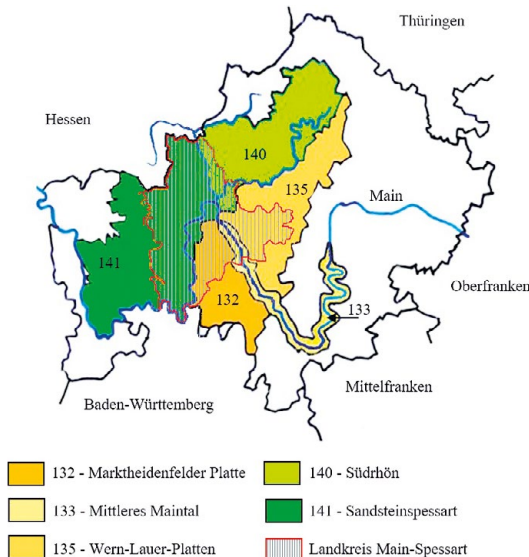 Thüringen
Hessen
140
135
Main
141
Oberfranken
132
133
Mittelfranken
Baden-Württemberg
132 - Marktheidenfelder Platte
140 - Südrhön
133 - Mittleres Maintal
141 - Sandsteinspessart
135 - Wern-Lauer-Platten
Landkreis Main-Spessart